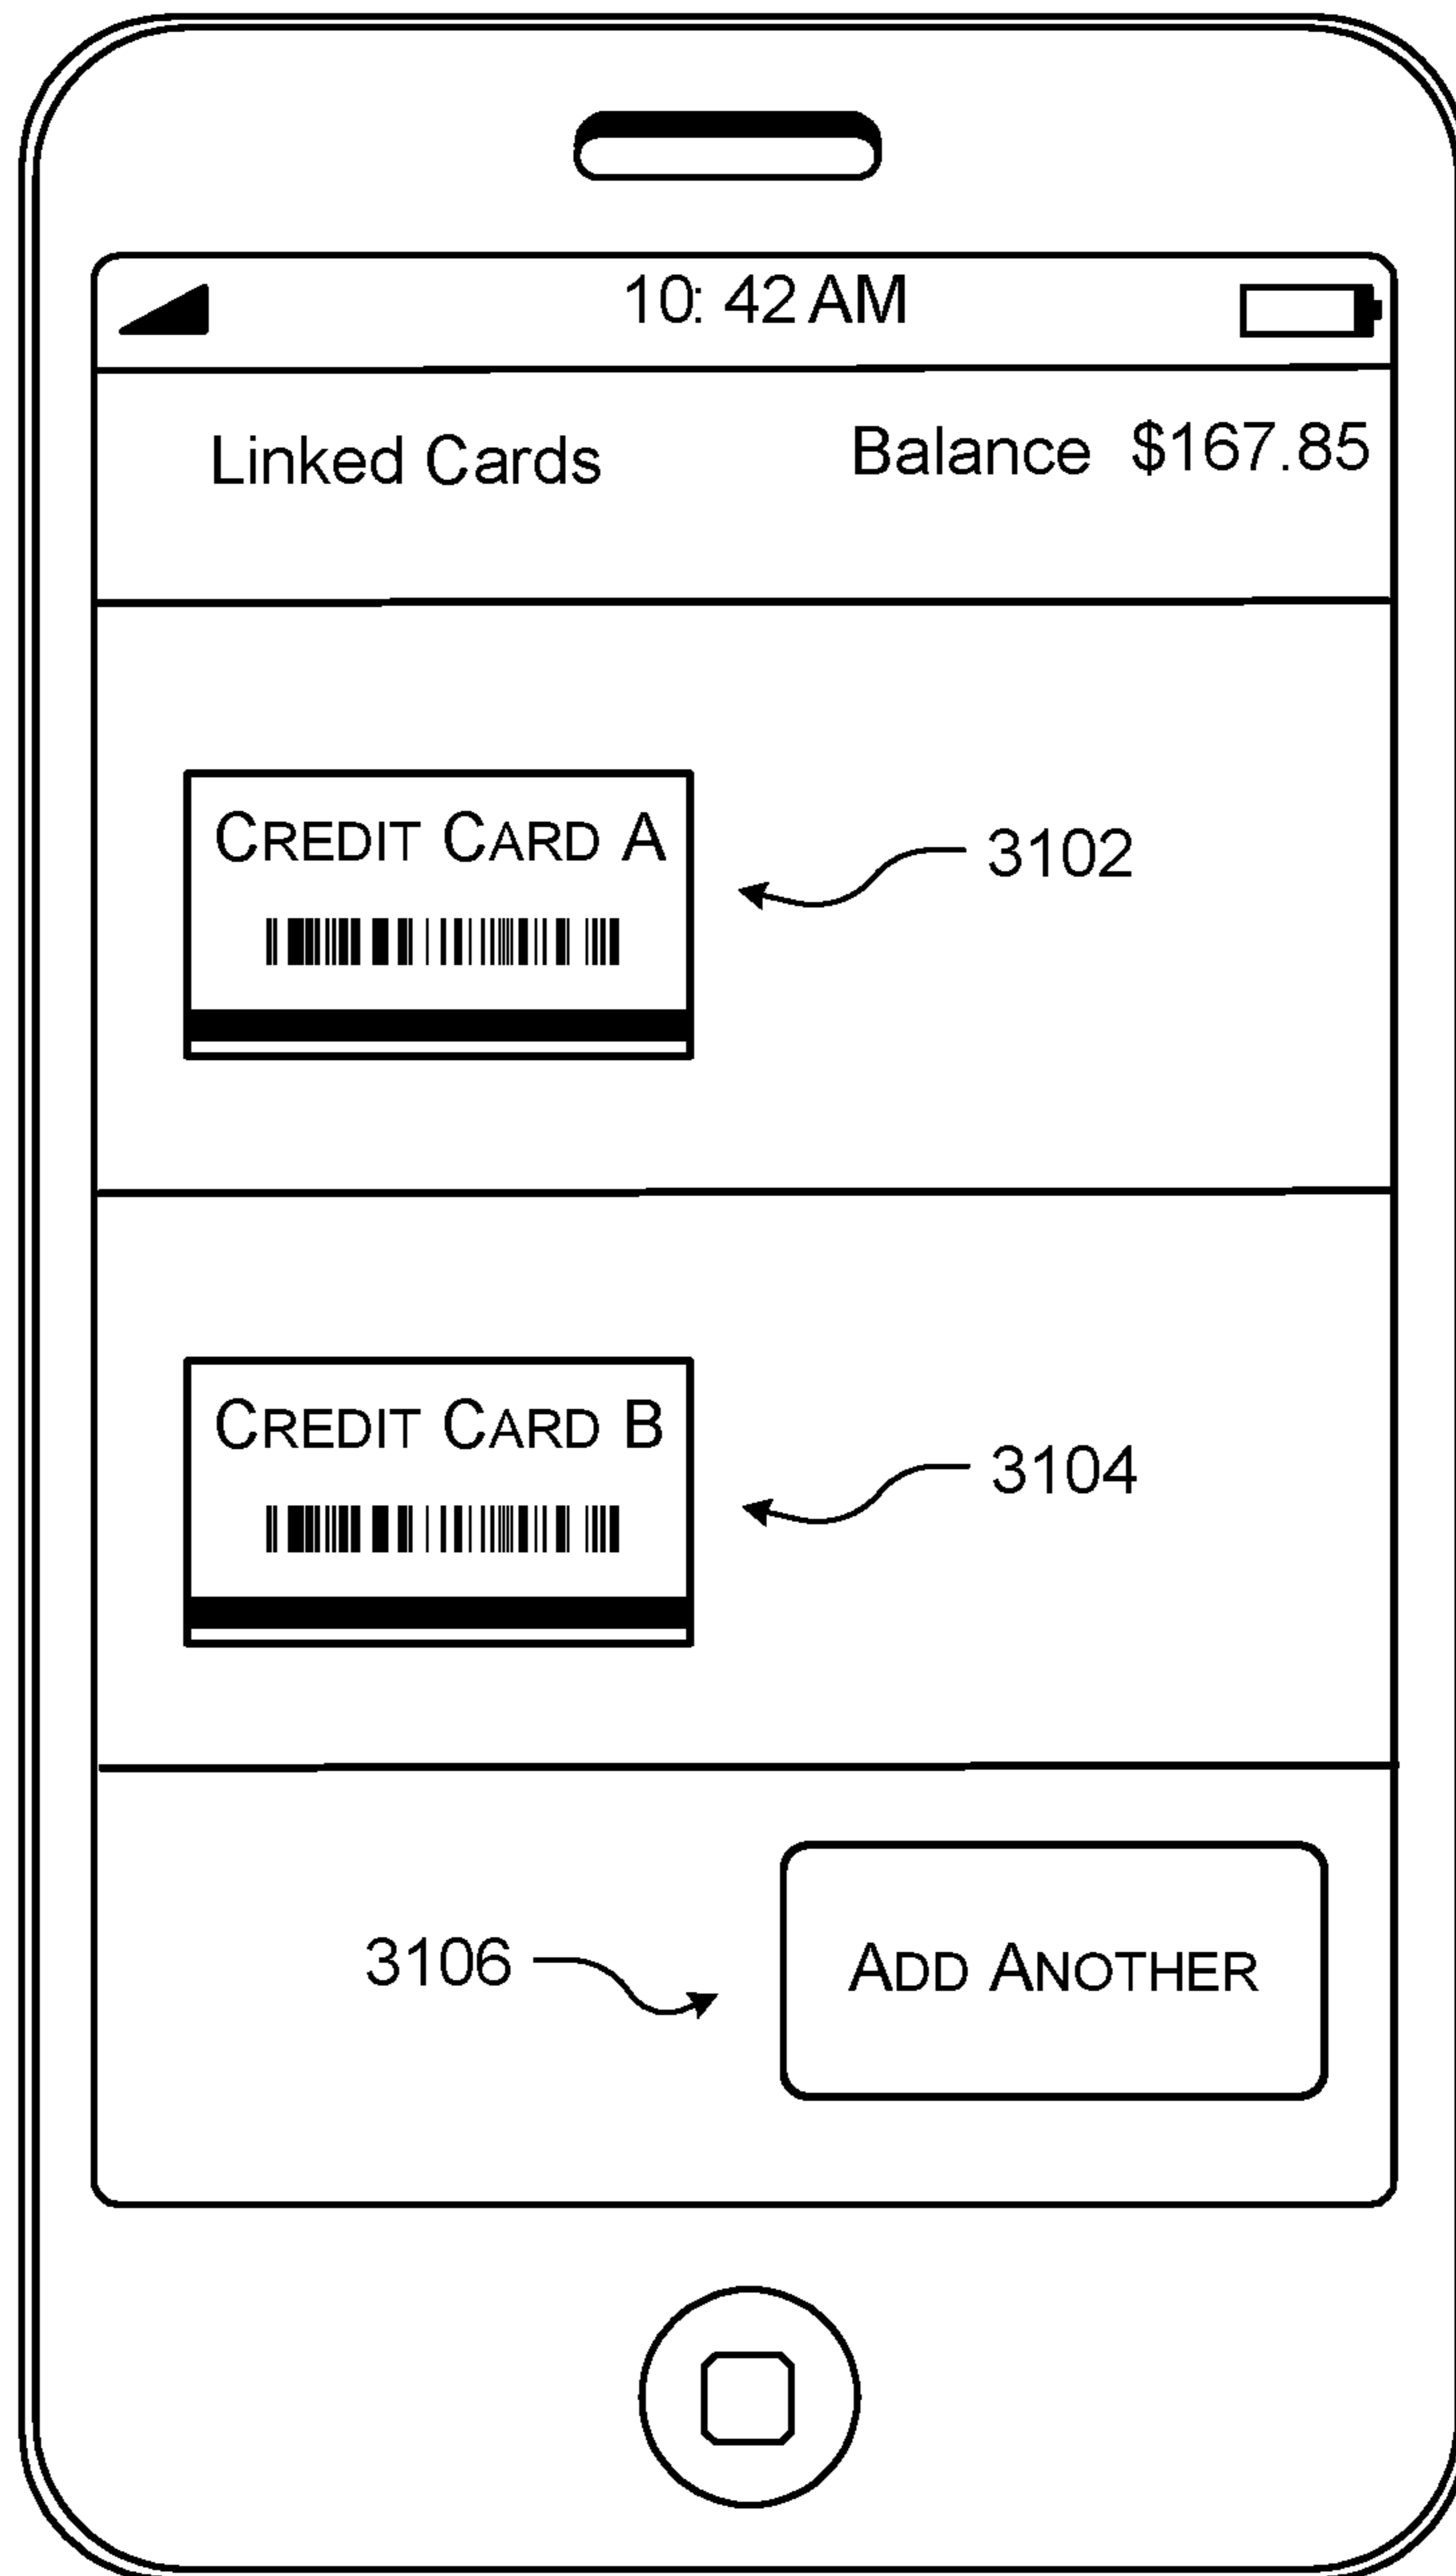 10: 42 AM
Linked Cards Balance $167.85
CREDIT CARD A
3102
CREDIT CARD B
3104
3106 ADD ANOTHER